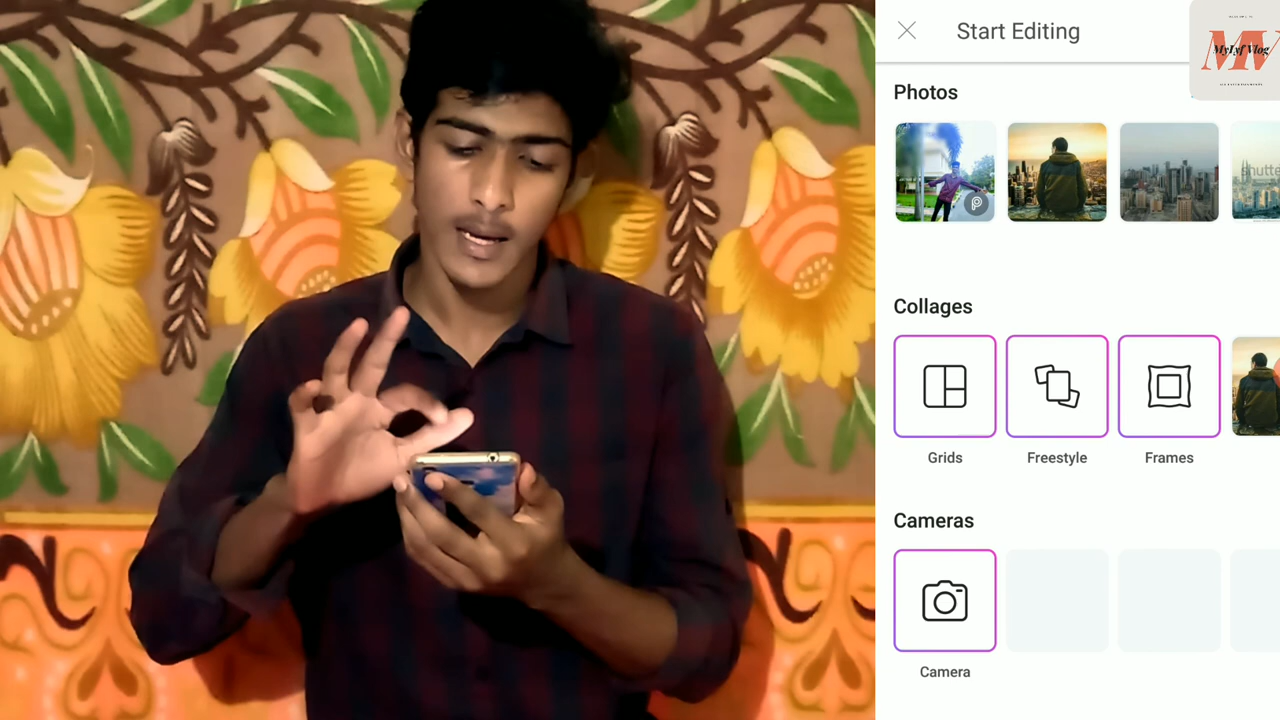 Start Editing
MyLyf Vlog
Photos
Collages
Grids
Freestyle
Frames
Cameras
Camera